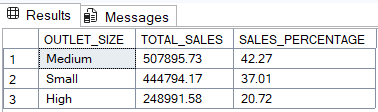 Results Messages
OUTLET_SIZE TOTAL_SALES SALES_PERCENTAGE
1 Medium 507895.73 42.27
2 Small 444794.17 37.01
3 High 248991.58 20.72